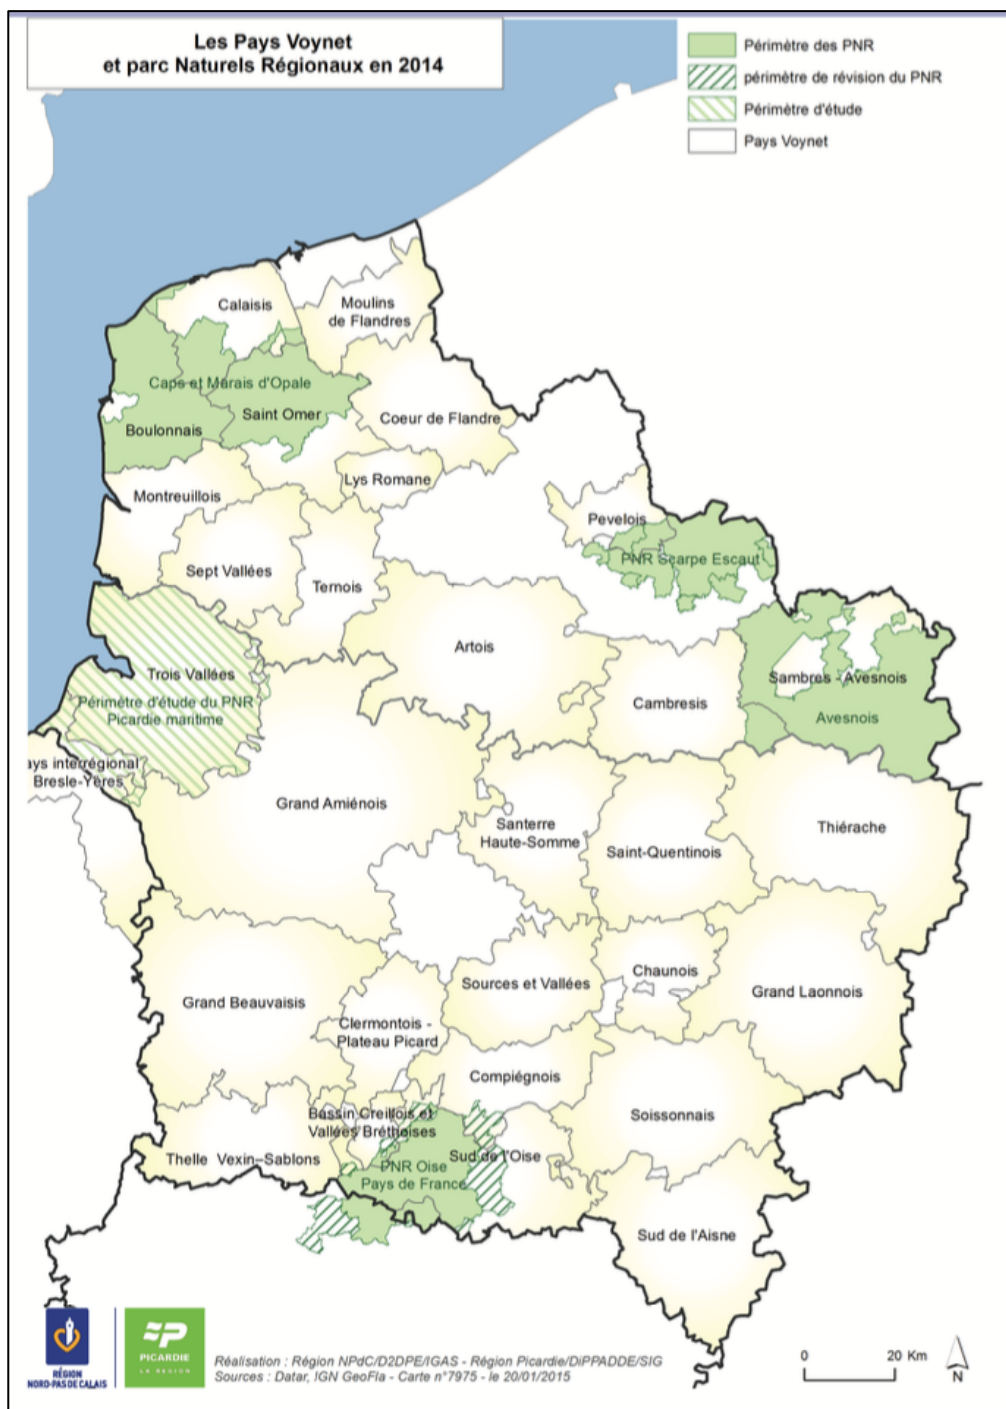 Les Pays Voynet
et parc Naturels Régionaux en 2014
Périmètre des PNR
périmètre de révision du PNR
Périmètre d'étude
Pays Voynet
Calaisis
Moulins
de Flandres
Caps et Marais d'Opale
Saint Omer
Boulonnais
Coeur de Flandre
Lys Romane
Montreuillois
Pevelois
PNR Scarpe Escaut
Sept Vallées
Ternois
Artois
Trois Vallées
Périmètre d'étude du PNR
Picardie maritime
Cambresis
Sambres - Avesnois
Avesnois
ays interrégional
Bresle-Yères
Grand Amiénois
Santerre
Haute-Somme
Saint-Quentinois
Thiérache
Grand Beauvaisis
Clermontois -
Plateau Picard
Sources et Vallées
Chaunois
Grand Laonnois
Compiégnois
Soissonnais
Bassin Creillois et
Vallées Bréthoises
Thelle Vexin–Sablons
PNR Oise
Pays de France
Sud de l'Oise
Sud de l'Aisne
RÉGION
NORD-PAS DE CALAIS
PICARDIE
LA REGION
Réalisation : Région NPdC/D2DPE/IGAS - Région Picardie/DiPPADDE/SIG
Sources : Datar, IGN GeoFla - Carte n°7975 - le 20/01/2015
0 20 Km
N